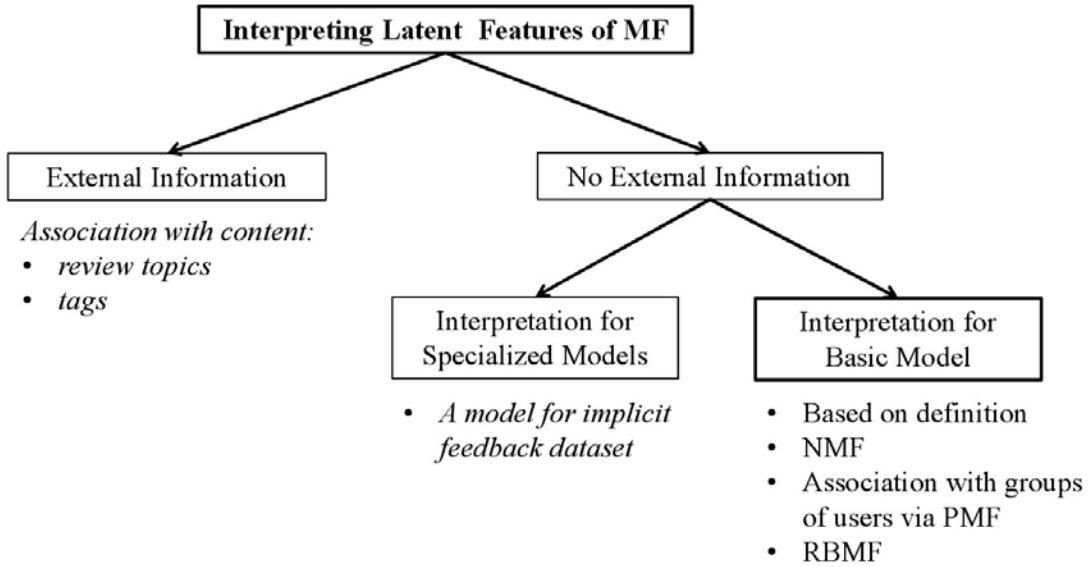 Interpreting Latent Features of MF
External Information
No External Information
Association with content:
• review topics
• tags
Interpretation for
Specialized Models
Interpretation for
Basic Model
• A model for implicit
feedback dataset
• Based on definition
• NMF
• Association with groups
of users via PMF
• RBMF